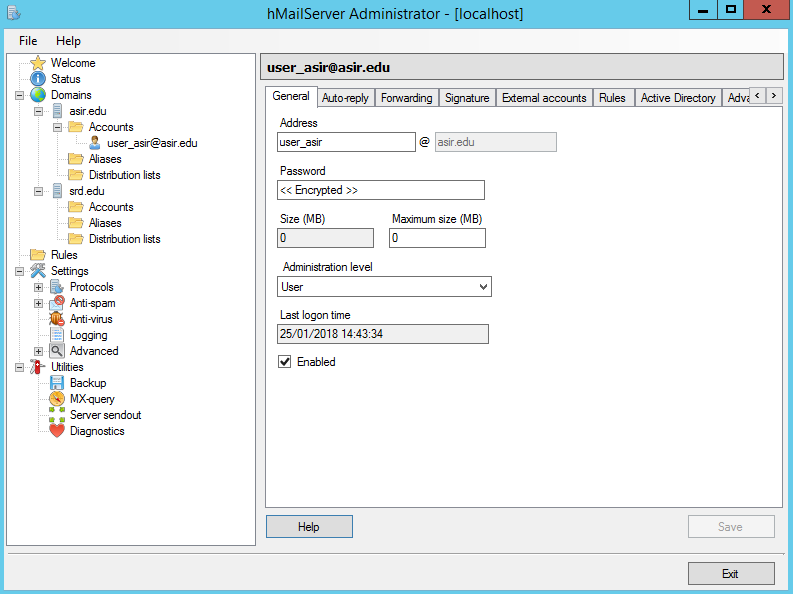 hMailServer Administrator - [localhost]
File Help
Welcome
Status
Domains
asir.edu
Accounts
user_asir@asir.edu
Aliases
Distribution lists
srd.edu
Accounts
Aliases
Distribution lists
Rules
Settings
Protocols
Anti-spam
Anti-virus
Logging
Advanced
Utilities
Backup
MX-query
Server sendout
Diagnostics
user_asir@asir.edu
General Auto-reply Forwarding Signature External accounts Rules Active Directory Adva
Address
user_asir @ asir.edu
Password
<< Encrypted >>
Size (MB) Maximum size (MB)
0 0
Administration level
User
Last logon time
25/01/2018 14:43:34
Enabled
Help Save
Exit